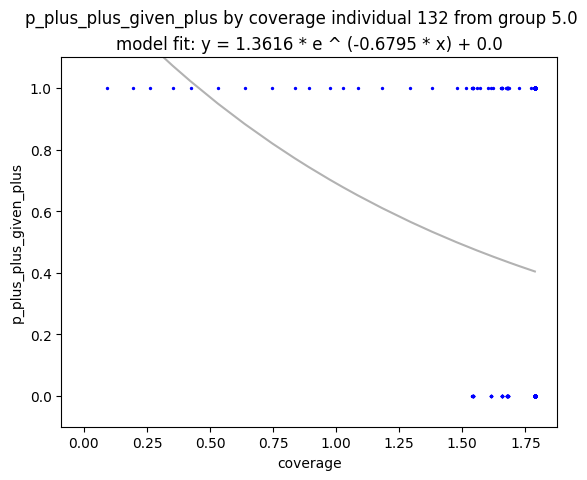 p_plus_plus_given_plus by coverage individual 132 from group 5.0
model fit: y = 1.3616 * e ^ (-0.6795 * x) + 0.0
p_plus_plus_given_plus
1.0
0.8
0.6
0.4
0.2
0.0
0.00 0.25 0.50 0.75 1.00 1.25 1.50 1.75
coverage